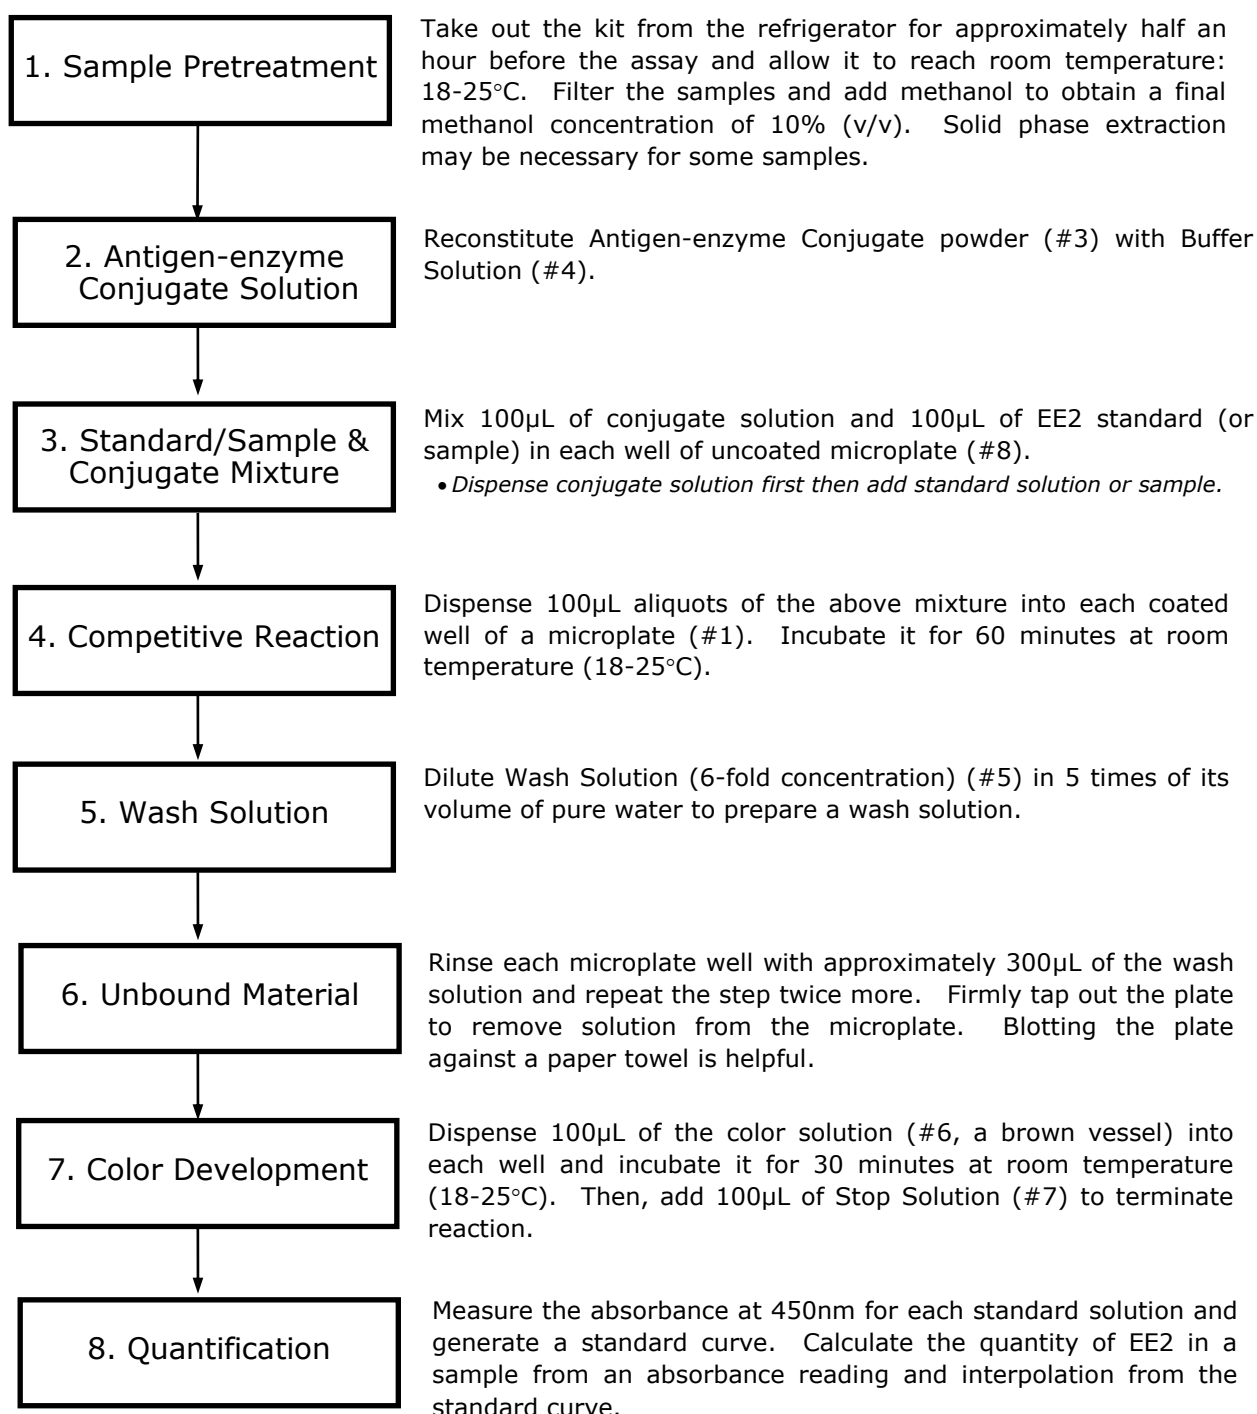 1. Sample Pretreatment
Take out the kit from the refrigerator for approximately half an
hour before the assay and allow it to reach room temperature:
18-25°C. Filter the samples and add methanol to obtain a final
methanol concentration of 10% (v/v). Solid phase extraction
may be necessary for some samples.
2. Antigen-enzyme
Conjugate Solution
Reconstitute Antigen-enzyme Conjugate powder (#3) with Buffer
Solution (#4).
3. Standard/Sample &
Conjugate Mixture
Mix 100µL of conjugate solution and 100µL of EE2 standard (or
sample) in each well of uncoated microplate (#8).
• Dispense conjugate solution first then add standard solution or sample.
4. Competitive Reaction
Dispense 100µL aliquots of the above mixture into each coated
well of a microplate (#1). Incubate it for 60 minutes at room
temperature (18-25°C).
5. Wash Solution
Dilute Wash Solution (6-fold concentration) (#5) in 5 times of its
volume of pure water to prepare a wash solution.
6. Unbound Material
Rinse each microplate well with approximately 300µL of the wash
solution and repeat the step twice more. Firmly tap out the plate
to remove solution from the microplate. Blotting the plate
against a paper towel is helpful.
7. Color Development
Dispense 100µL of the color solution (#6, a brown vessel) into
each well and incubate it for 30 minutes at room temperature
(18-25°C). Then, add 100µL of Stop Solution (#7) to terminate
reaction.
8. Quantification
Measure the absorbance at 450nm for each standard solution and
generate a standard curve. Calculate the quantity of EE2 in a
sample from an absorbance reading and interpolation from the
standard curve.